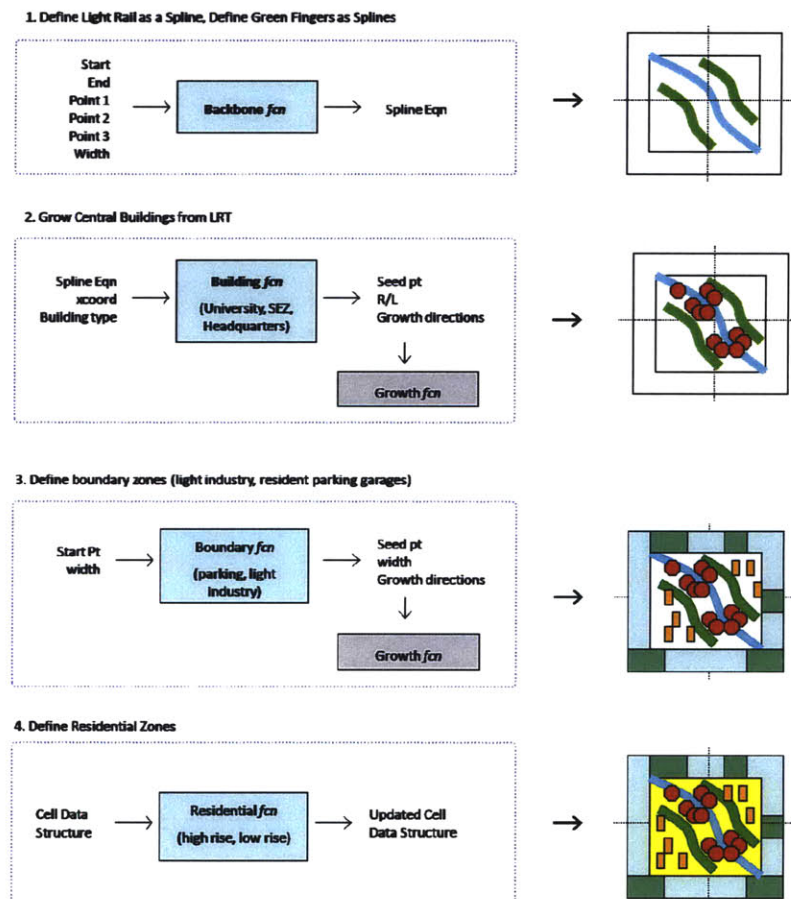 1. Define Light Rail as a Spline, Define Green Fingers as Splines
Start
End
Point 1
Point 2
Point 3
Width
Backbone fcn
Spline Eqn
2. Grow Central Buildings from LRT
Spline Eqn
xcoord
Building type
Building fcn
(University, SEZ,
Headquarters)
Seed pt
R/L
Growth directions
Growth fcn
3. Define boundary zones (light industry, resident parking garages)
Start Pt
width
Boundary fcn
(parking, light
industry)
Seed pt
width
Growth directions
Growth fcn
4. Define Residential Zones
Cell Data
Structure
Residential fcn
(high rise, low rise)
Updated Cell
Data Structure